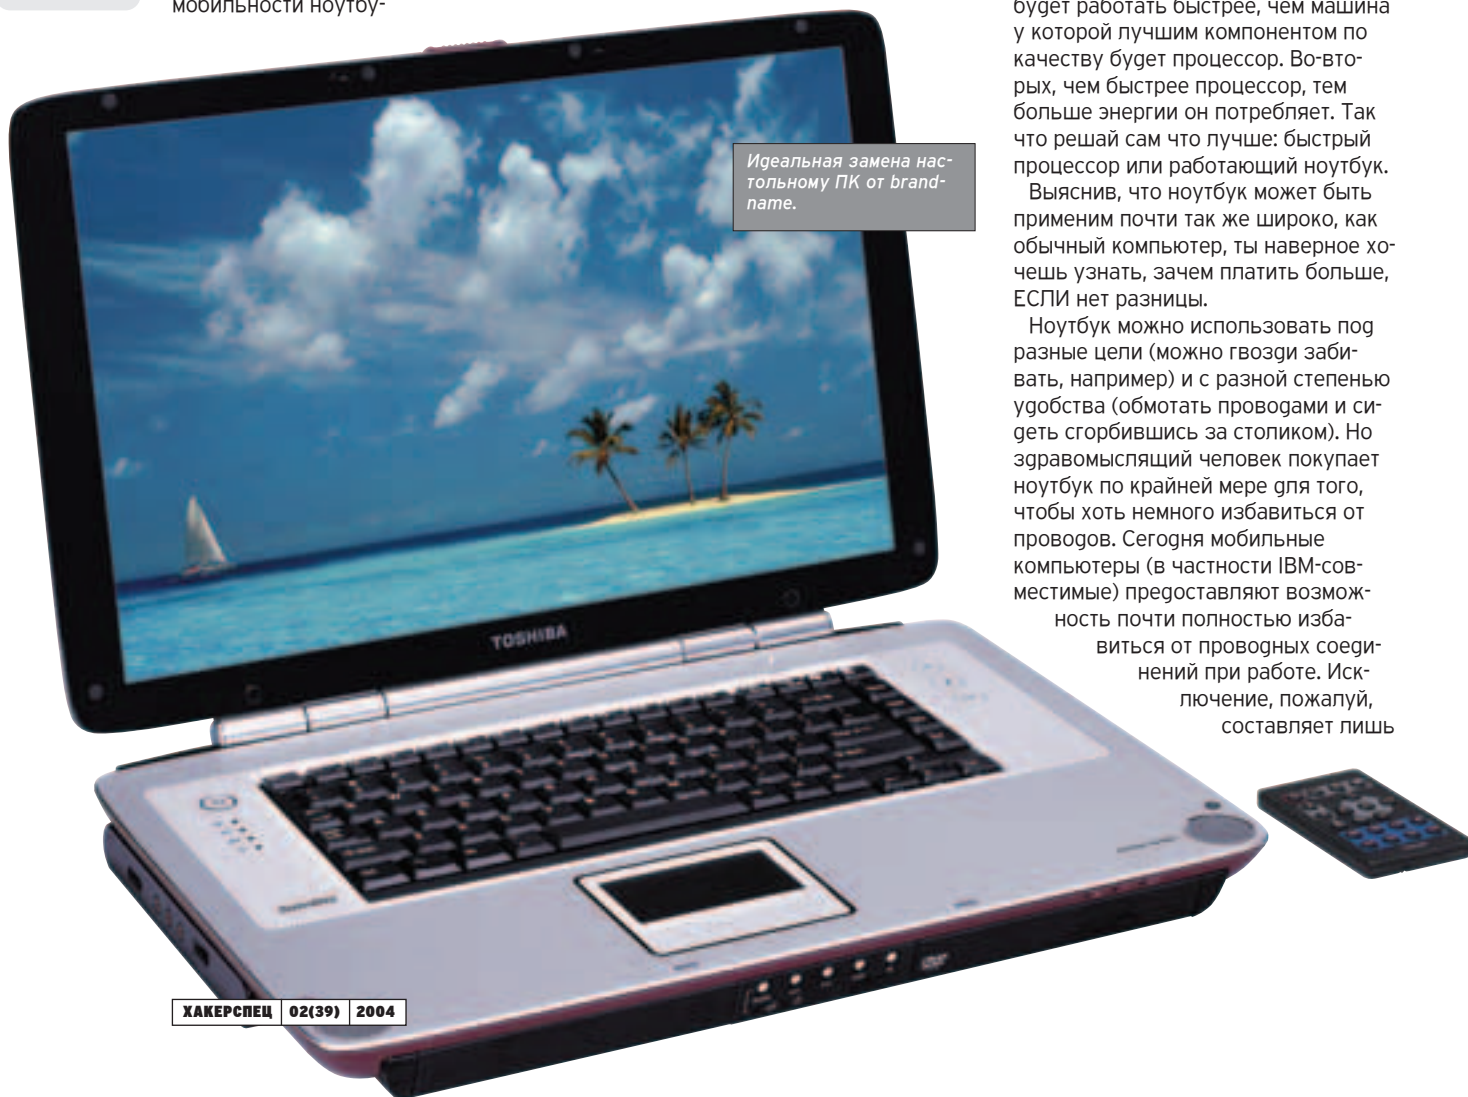 мобильности ноутбу-
будет работать быстрее, чем машина
у которой лучшим компонентом по
качеству будет процессор. Во-вто-
рых, чем быстрее процессор, тем
больше энергии он потребляет. Так
что решай сам что лучше: быстрый
процессор или работающий ноутбук.
Выяснив, что ноутбук может быть
применим почти так же широко, как
обычный компьютер, ты наверное хо-
чешь узнать, зачем платить больше,
ЕСЛИ нет разницы.
Ноутбук можно использовать под
разные цели (можно гвозди заби-
вать, например) и с разной степенью
удобства (обмотать проводами и си-
деть сгорбившись за столиком). Но
здравомыслящий человек покупает
ноутбук по крайней мере для того,
чтобы хоть немного избавиться от
проводов. Сегодня мобильные
компьютеры (в частности IBM-сов-
местимые) предоставляют возмож-
ность почти полностью изба-
виться от проводных соеди-
нений при работе. Иск-
лючение, пожалуй,
составляет лишь
Идеальная замена нас-
тольному ПК от brand-
name.
TOSHIBA
ХАКЕРСПЕЦ 02(39) 2004